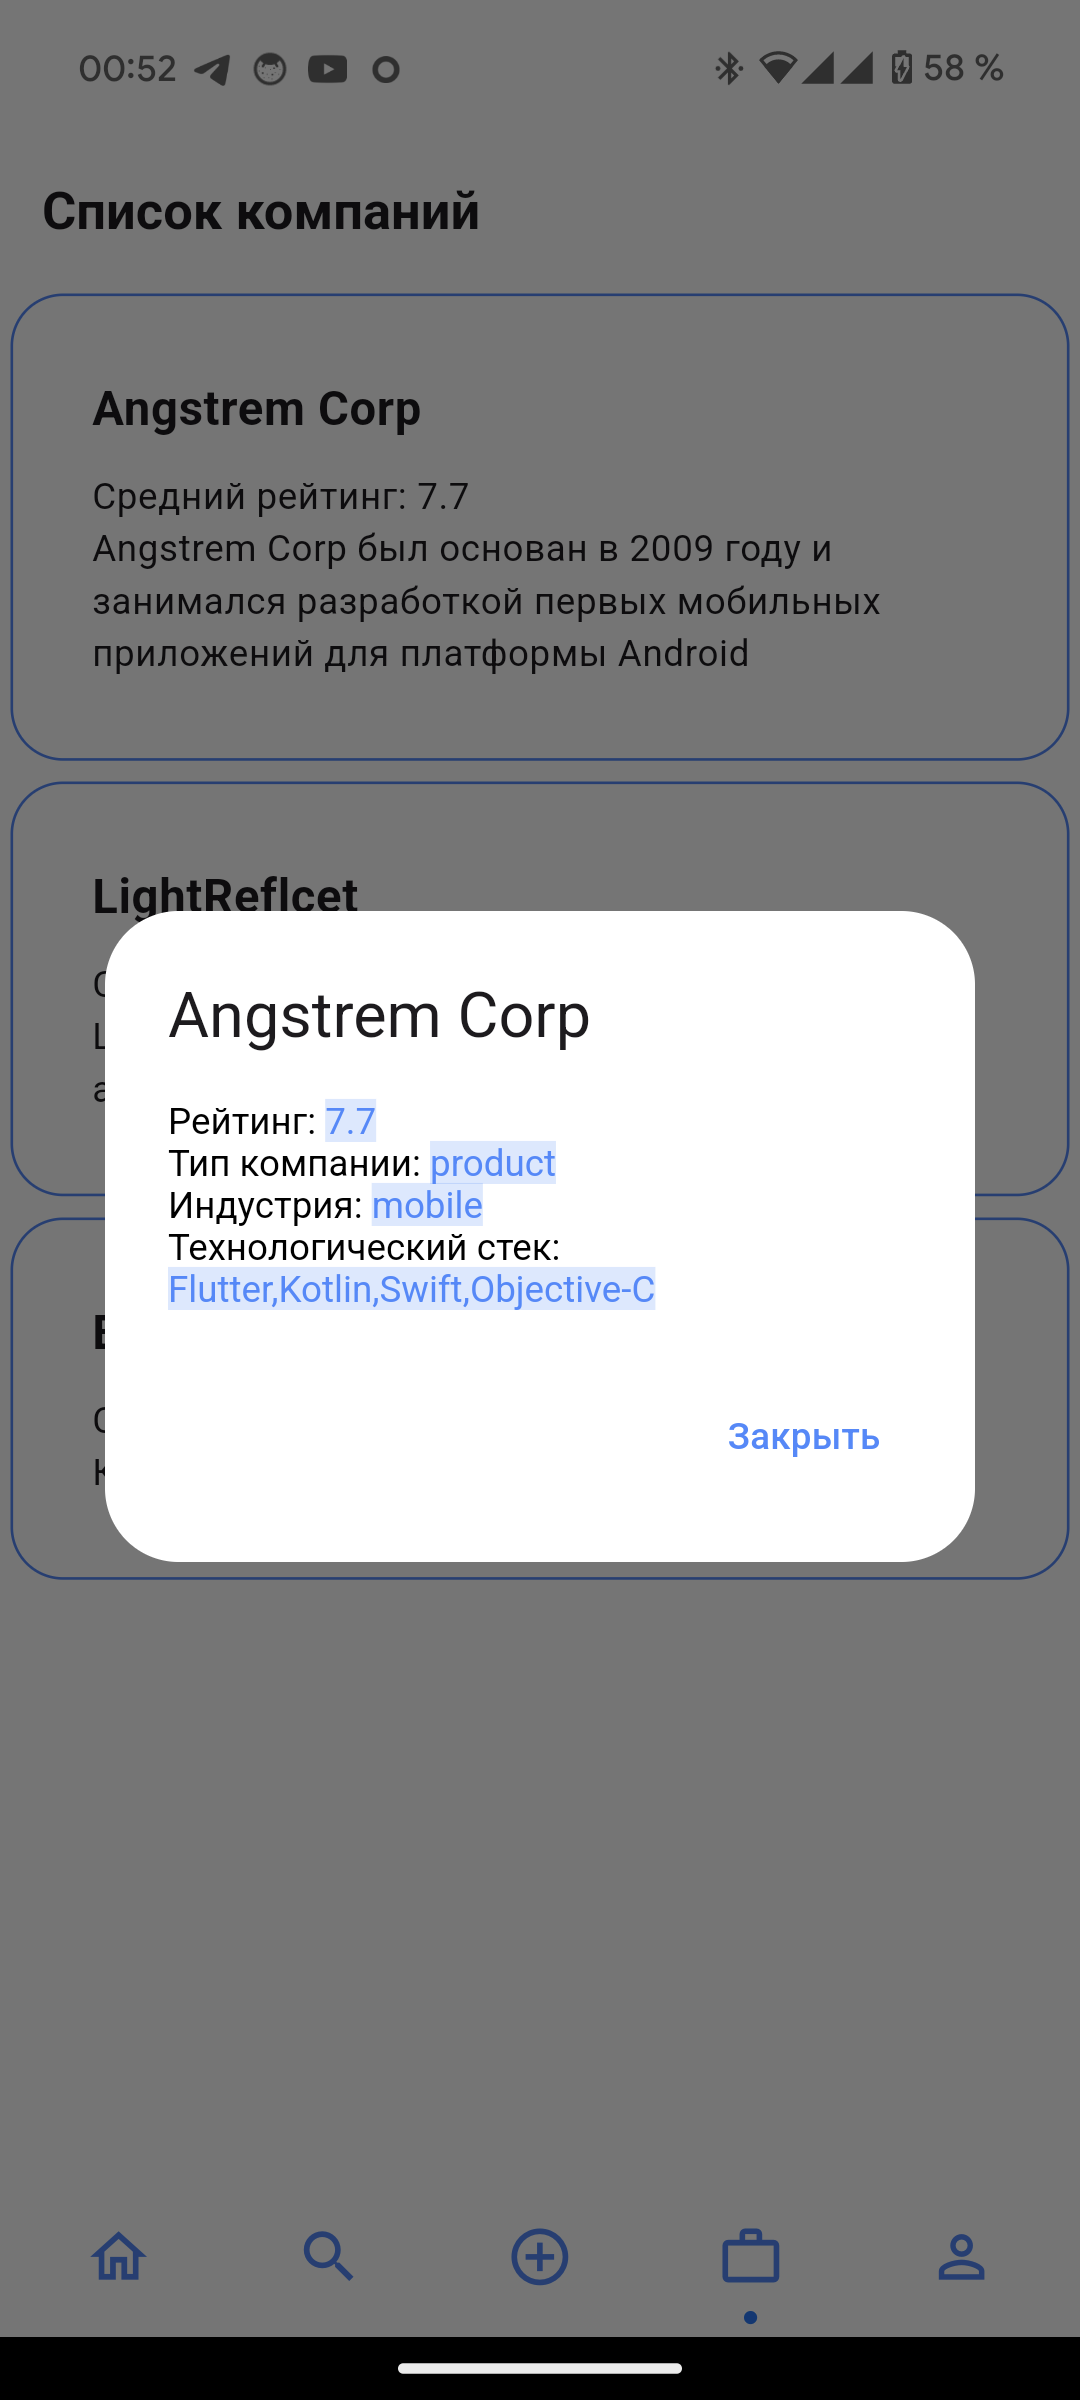 00:52
58 %
Список компаний
Angstrem Corp
Средний рейтинг: 7.7
Angstrem Corp был основан в 2009 году и
занимался разработкой первых мобильных
приложений для платформы Android
LightReflcet
Angstrem Corp
Рейтинг: 7.7
Тип компании: product
Индустрия: mobile
Технологический стек:
Flutter,Kotlin,Swift,Objective-C
Закрыть